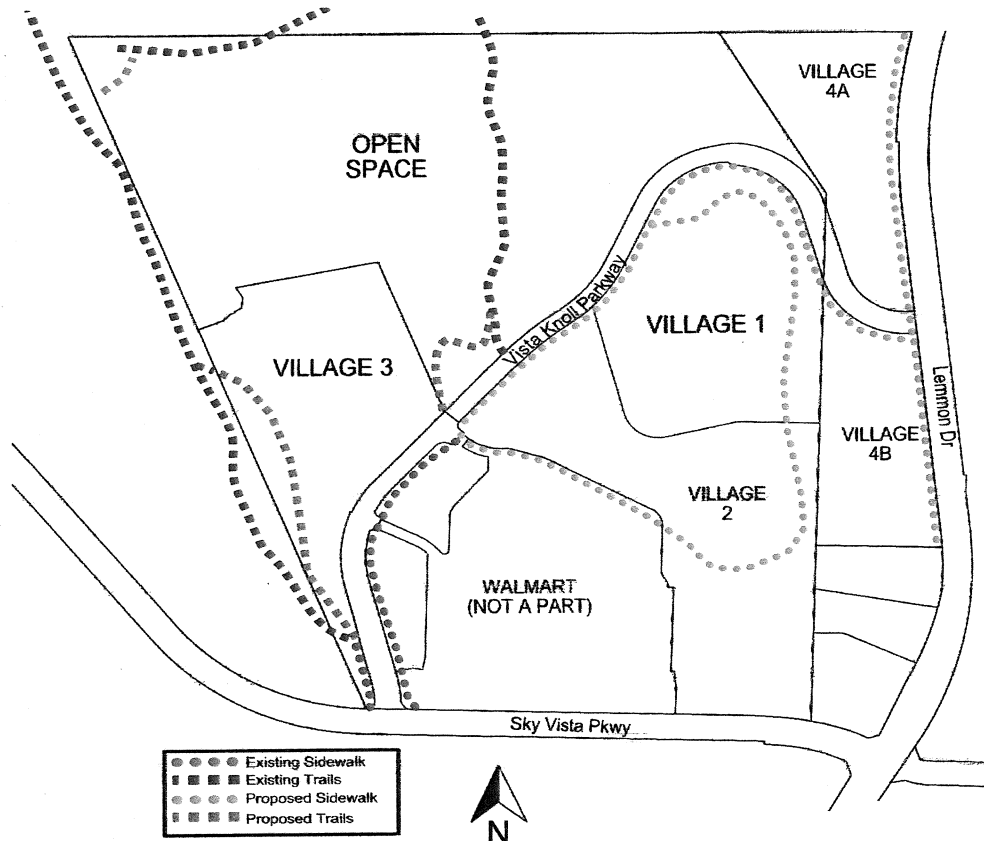 VILLAGE
4A
OPEN
SPACE
Vista Knoll Parkway
VILLAGE 1
VILLAGE 3
Lemmon Dr
VILLAGE
4B
VILLAGE
2
WALMART
(NOT A PART)
Sky Vista Pkwy
Existing Sidewalk
Existing Trails
Proposed Sidewalk
Proposed Trails
N